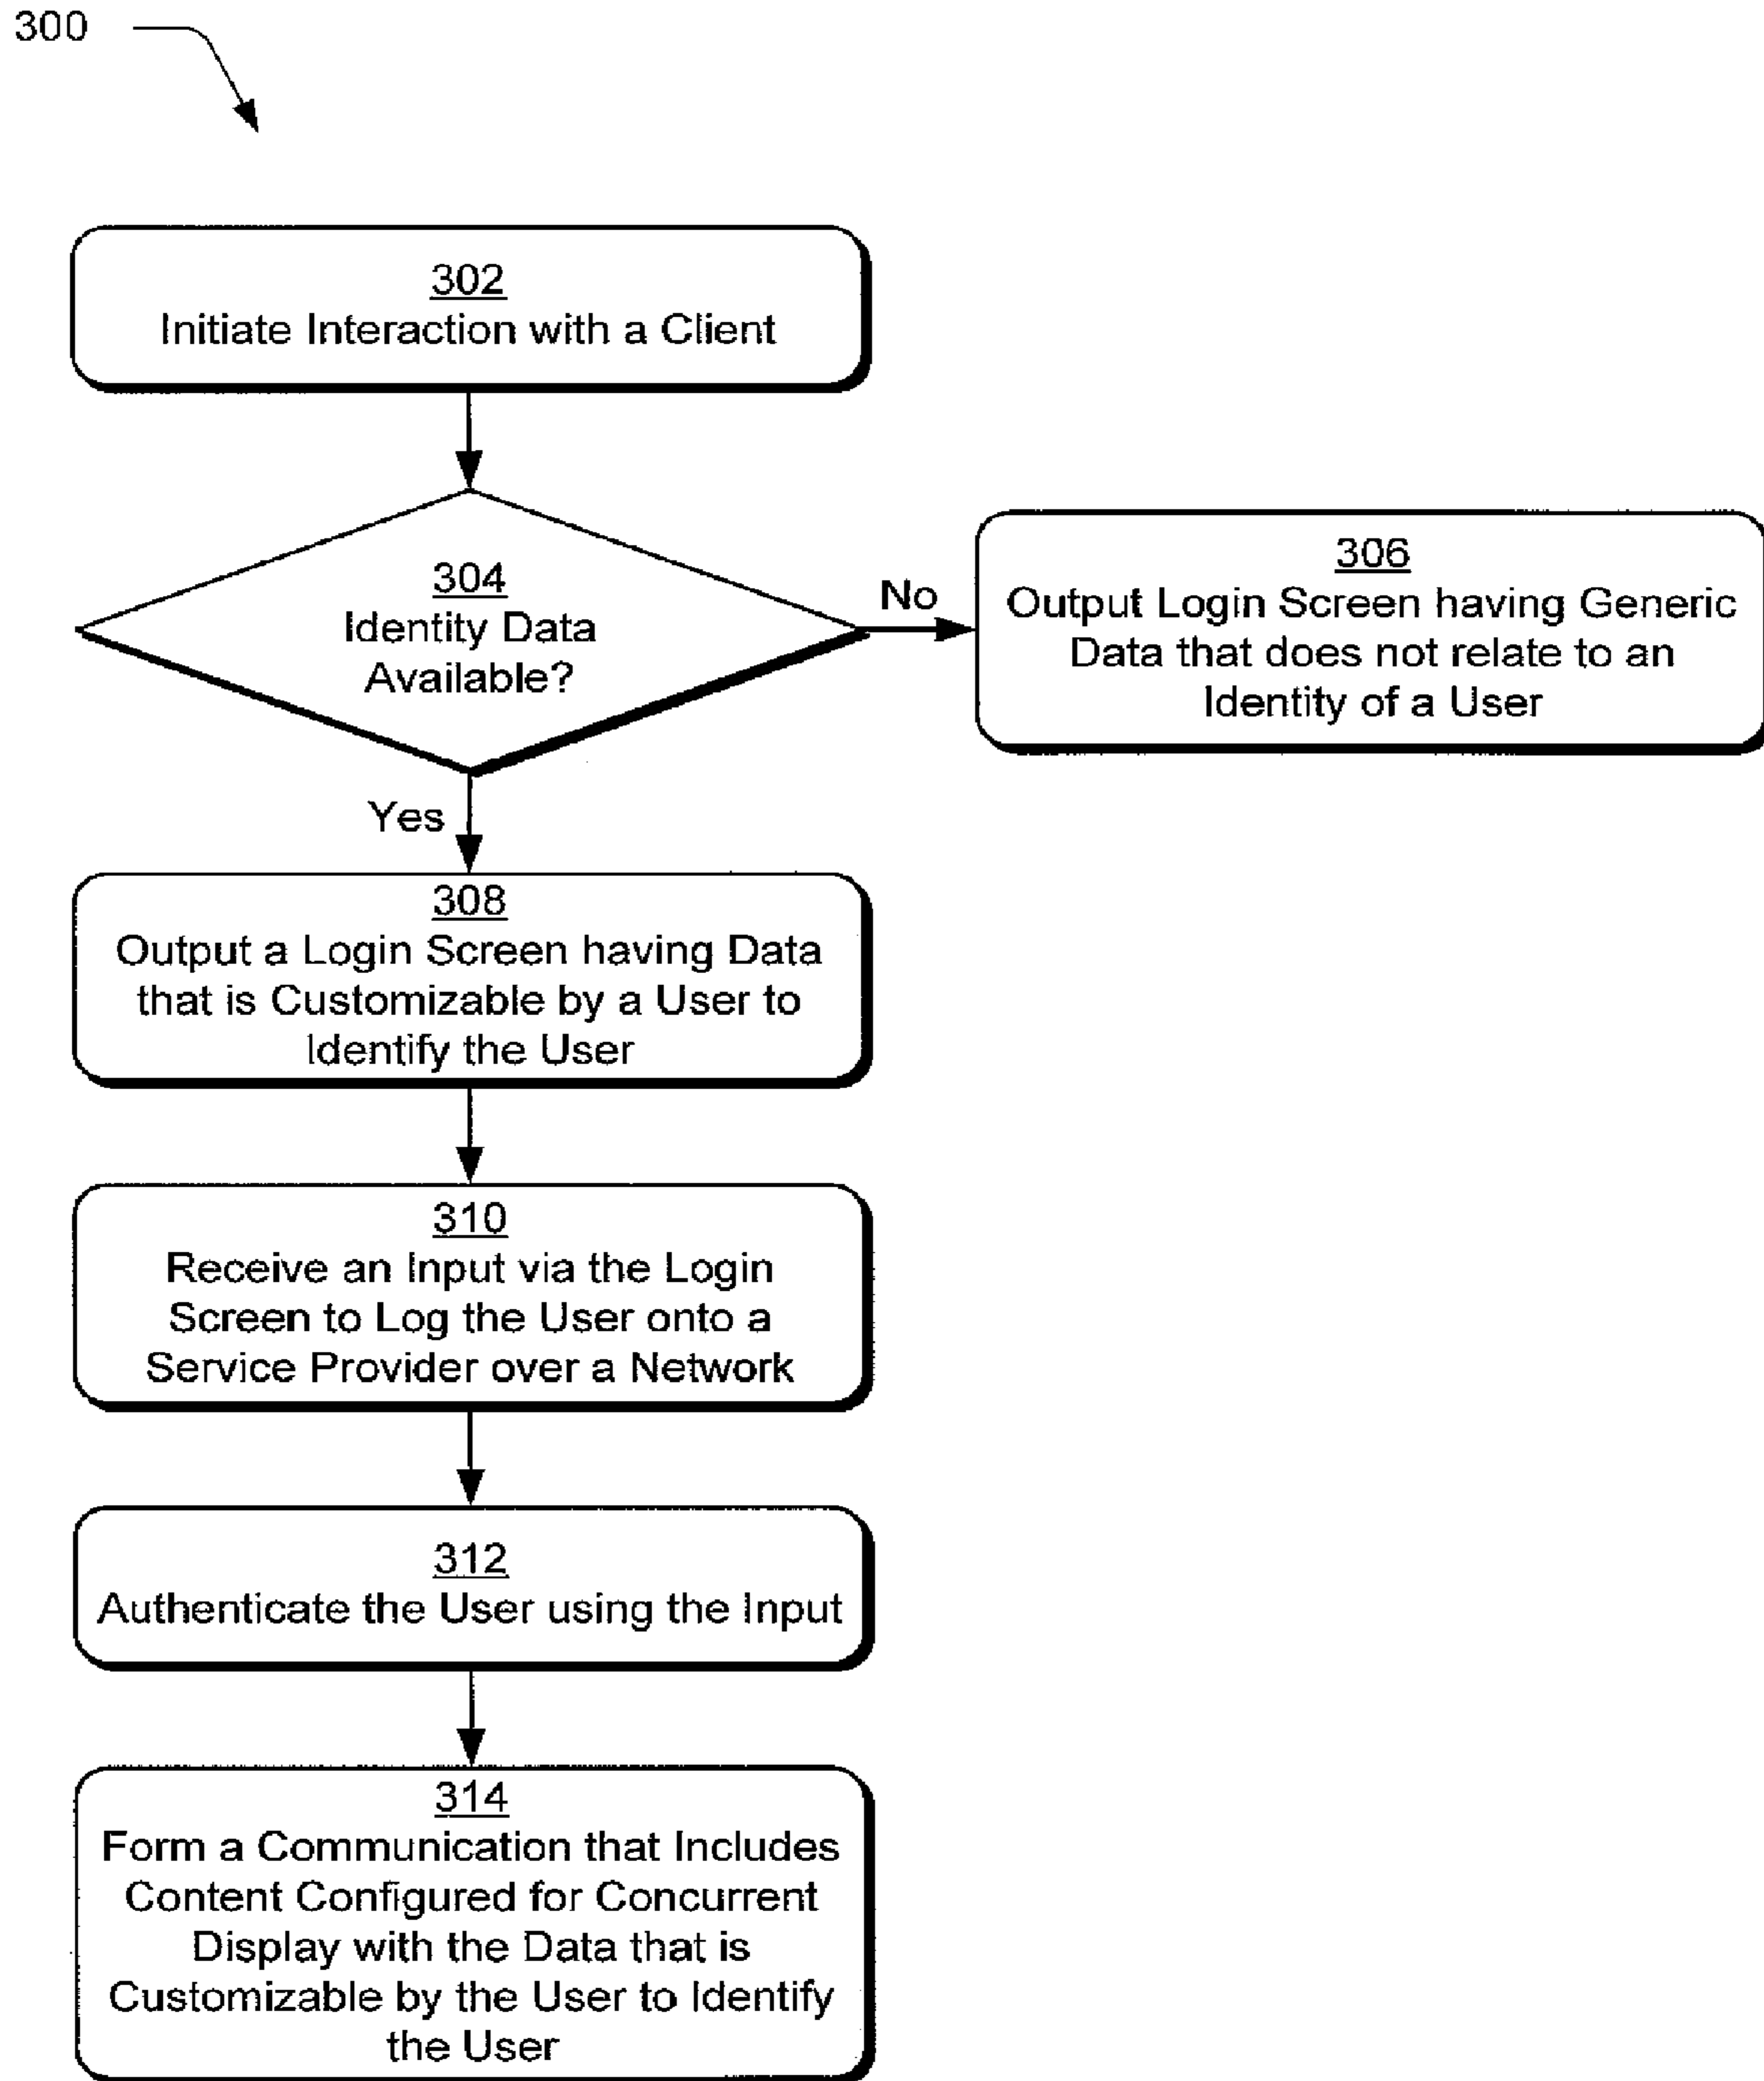 300
302
Initiate Interaction with a Client
304
Identity Data
Available?
No
306
Output Login Screen having Generic
Data that does not relate to an
Identity of a User
Yes
308
Output a Login Screen having Data
that is Customizable by a User to
Identify the User
310
Receive an Input via the Login
Screen to Log the User onto a
Service Provider over a Network
312
Authenticate the User using the Input
314
Form a Communication that Includes
Content Configured for Concurrent
Display with the Data that is
Customizable by the User to Identify
the User